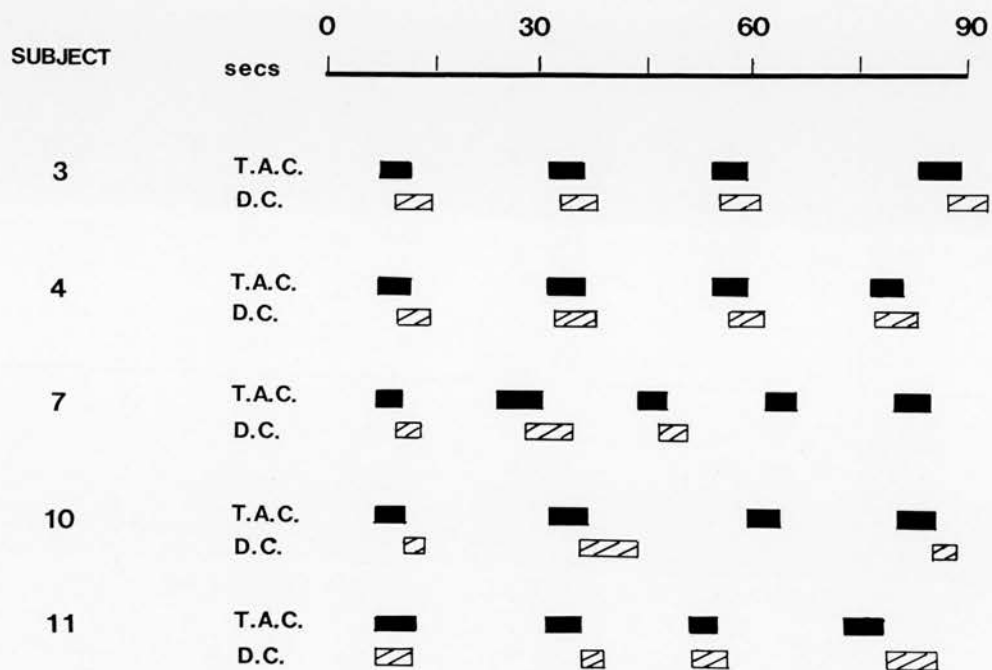 0 30 60 90
SUBJECT secs
3 T.A.C.
D.C.
4 T.A.C.
D.C.
7 T.A.C.
D.C.
10 T.A.C.
D.C.
11 T.A.C.
D.C.